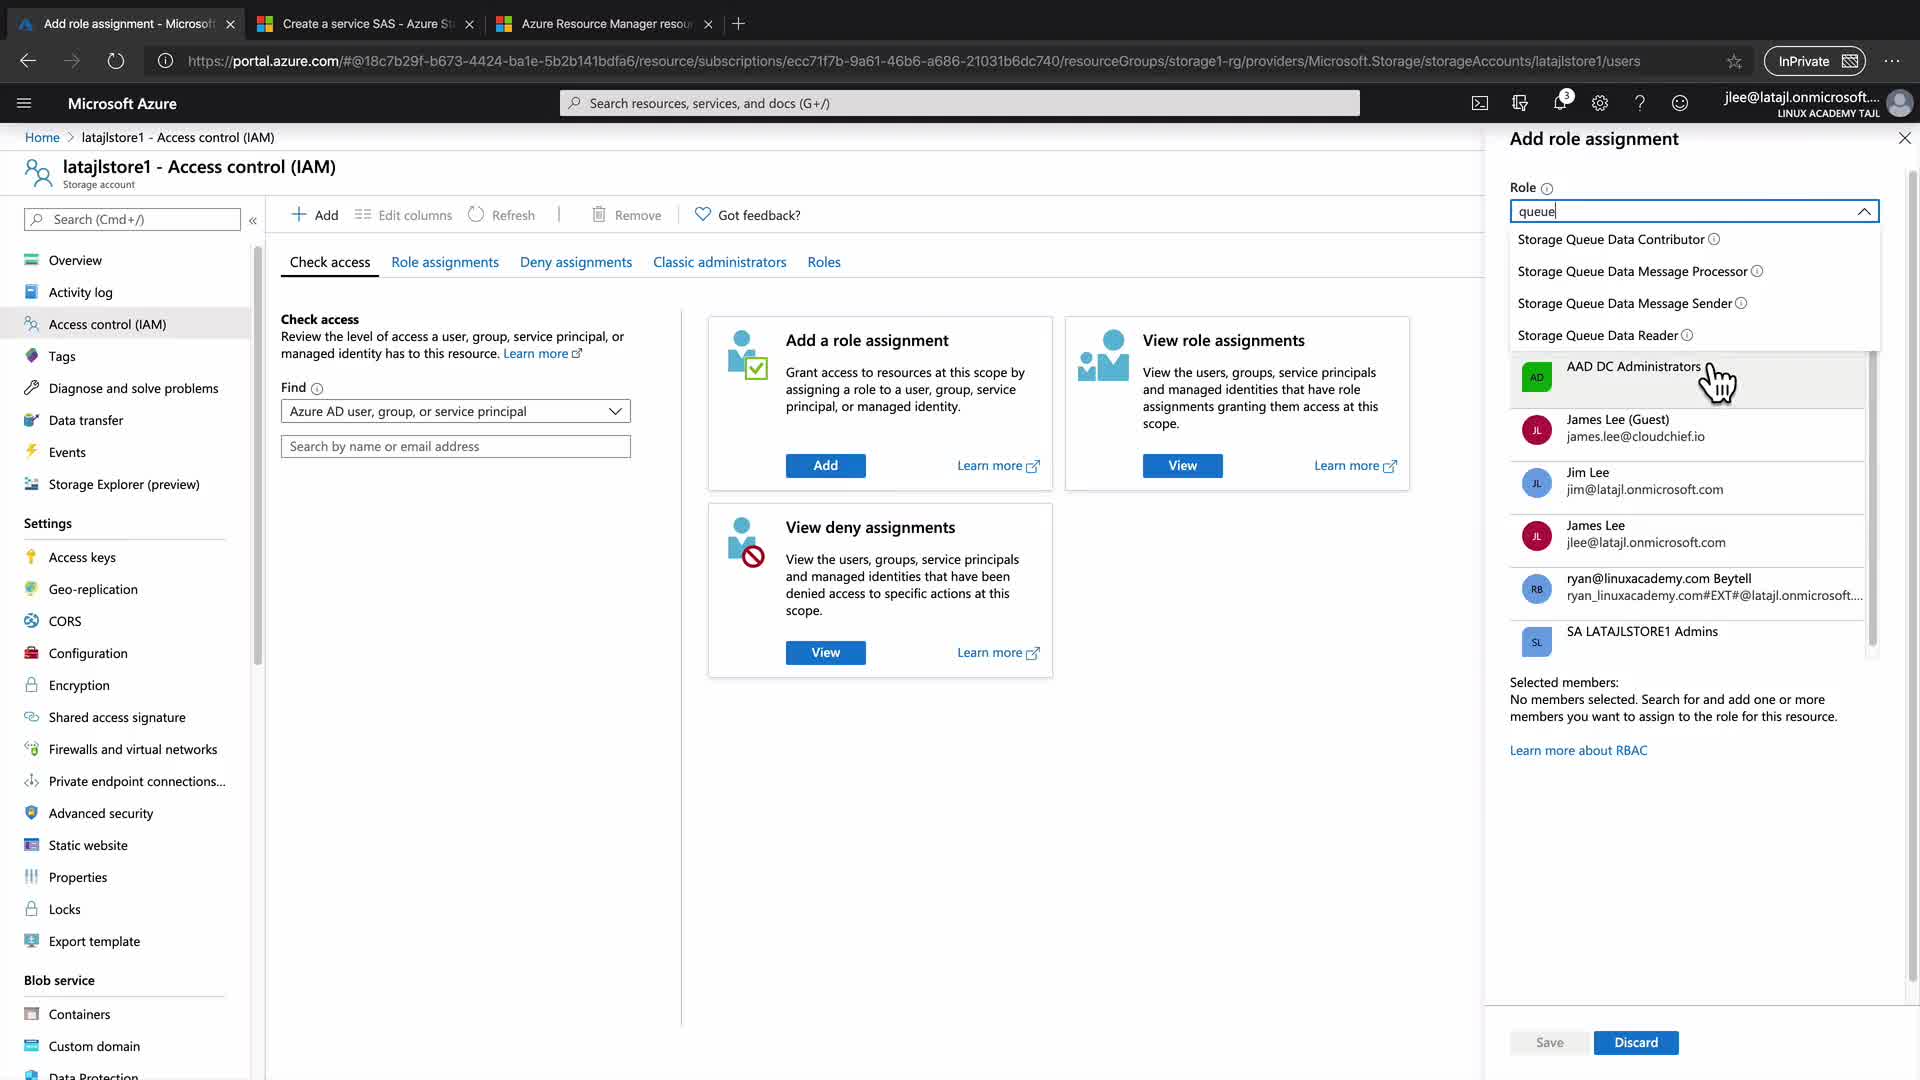 Add role assignment - Microsoft
Create a service SAS - Azure St
Azure Resource Manager resou
https://portal.azure.com/#@18c7b29f-b673-4424-ba1e-5b2b141bdfa6/resource/subscriptions/ecc71f7b-9a61-46b6-a686-21031b6dc740/resourceGroups/storage1-rg/providers/Microsoft.Storage/storageAccounts/latajlstore1/users
InPrivate
Microsoft Azure
Search resources, services, and docs (G+/)
3
jlee@latajl.onmicrosoft....
LINUX ACADEMY TAJL
Home > latajlstore1 - Access control (IAM)
latajlstore1 - Access control (IAM)
Storage account
Search (Cmd+/)
«
Overview
Activity log
Access control (IAM)
Tags
Diagnose and solve problems
Data transfer
Events
Storage Explorer (preview)
Settings
Access keys
Geo-replication
CORS
Configuration
Encryption
Shared access signature
Firewalls and virtual networks
Private endpoint connections...
Advanced security
Static website
Properties
Locks
Export template
Blob service
Containers
Custom domain
Data Protection
Add
Edit columns
Refresh
Remove
Got feedback?
Check access
Role assignments
Deny assignments
Classic administrators
Roles
Check access
Review the level of access a user, group, service principal, or
managed identity has to this resource. Learn more
Find
Azure AD user, group, or service principal
Search by name or email address
Add a role assignment
Grant access to resources at this scope by
assigning a role to a user, group, service
principal, or managed identity.
Add
Learn more
View role assignments
View the users, groups, service principals
and managed identities that have role
assignments granting them access at this
scope.
View
Learn more
View deny assignments
View the users, groups, service principals
and managed identities that have been
denied access to specific actions at this
scope.
View
Learn more
Add role assignment
Role
queue
Storage Queue Data Contributor
Storage Queue Data Message Processor
Storage Queue Data Message Sender
Storage Queue Data Reader
AD
AAD DC Administrators
JL
James Lee (Guest)
james.lee@cloudchief.io
JL
Jim Lee
jim@latajl.onmicrosoft.com
JL
James Lee
jlee@latajl.onmicrosoft.com
RB
ryan@linuxacademy.com Beytell
ryan_linuxacademy.com#EXT#@latajl.onmicrosoft....
SL
SA LATAJLSTORE1 Admins
Selected members:
No members selected. Search for and add one or more
members you want to assign to the role for this resource.
Learn more about RBAC
Save
Discard